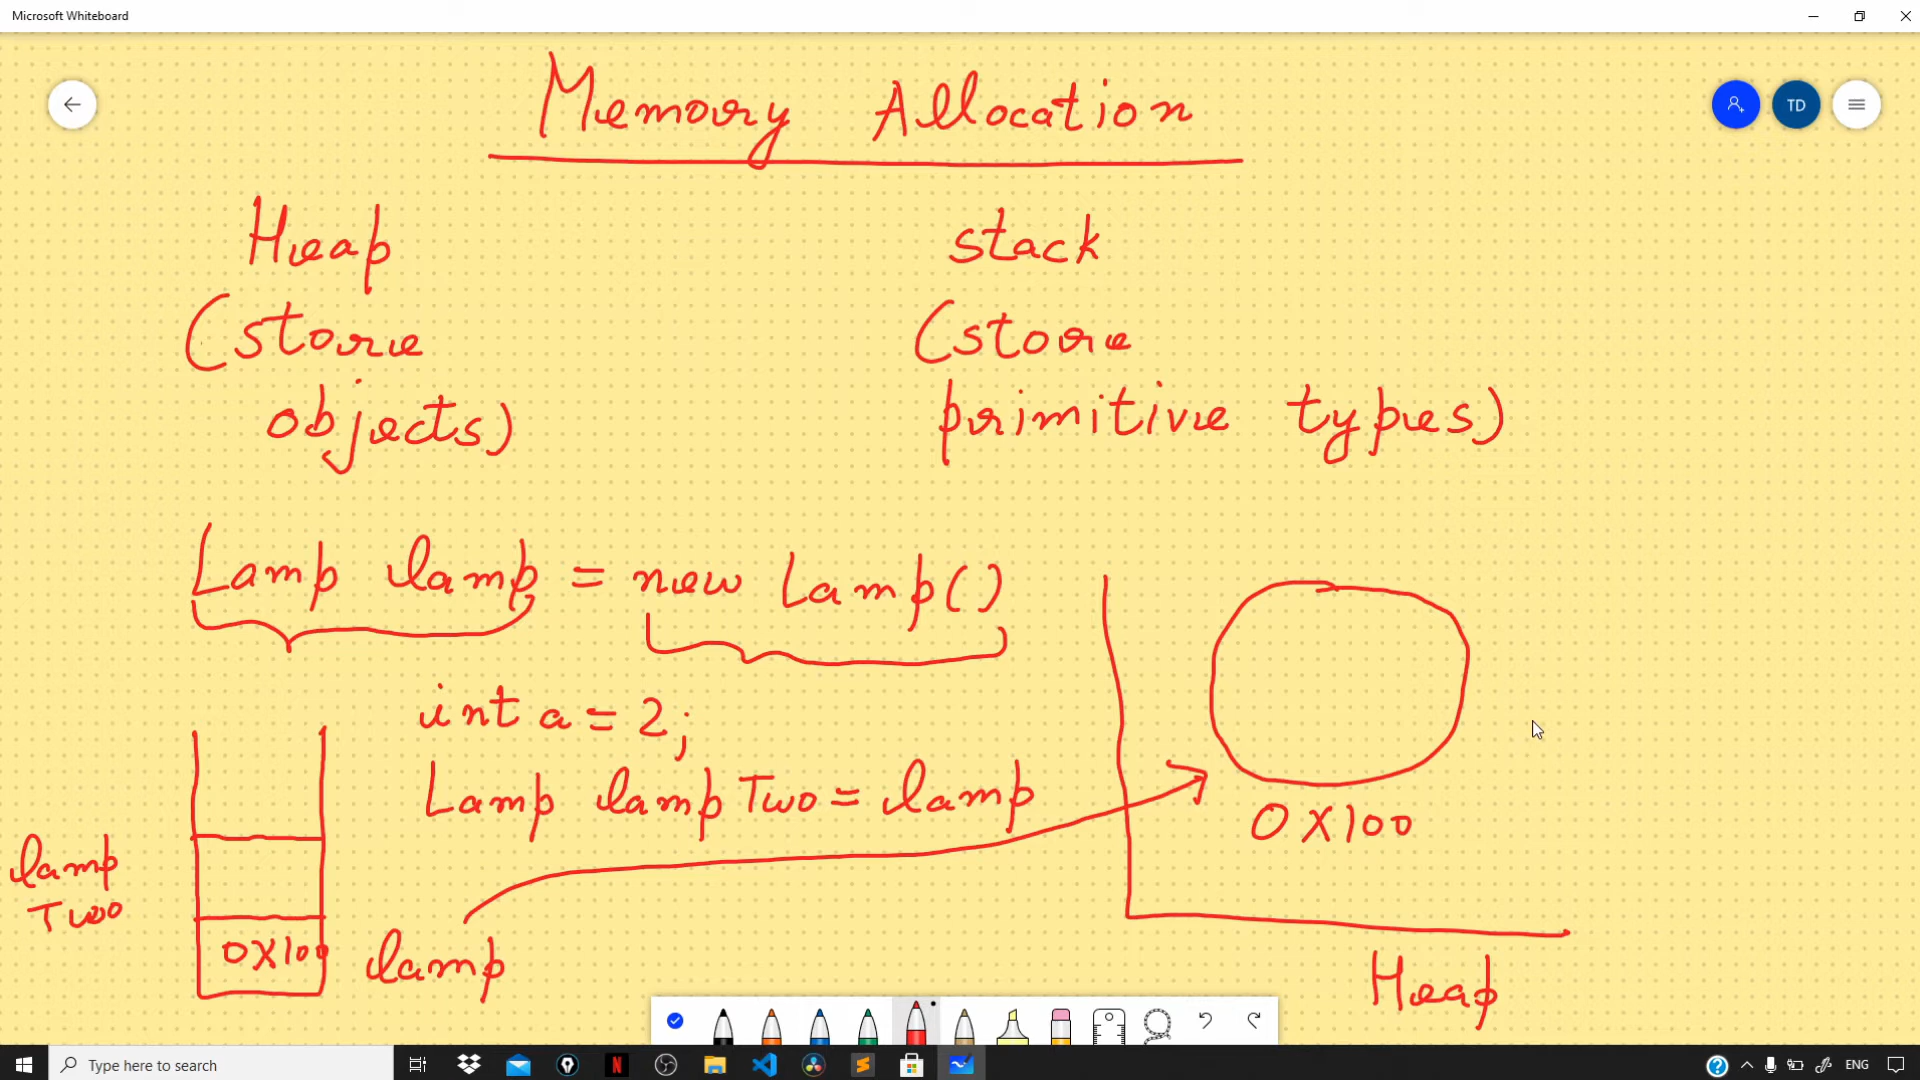 Microsoft Whiteboard
TD
Memory Allocation
Heap
(store
objects)
stack
(store
primitive types)
Lamp lamp = new Lamp()
int a = 2;
Lamp lampTwo = lamp
lamp
Two
0X100
lamp
0X100
Heap
Type here to search
ENG